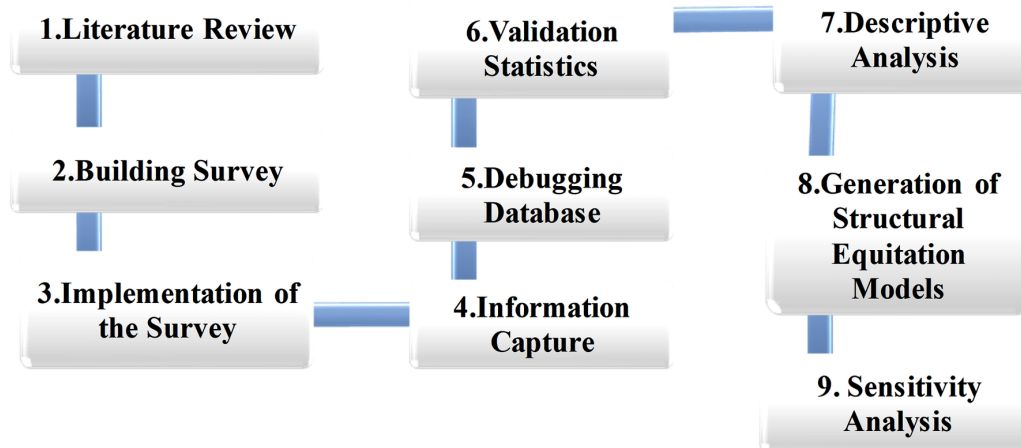 1.Literature Review
2.Building Survey
3.Implementation of
the Survey
4.Information
Capture
5.Debugging
Database
6.Validation
Statistics
7.Descriptive
Analysis
8.Generation of
Structural
Equitation
Models
9. Sensitivity
Analysis